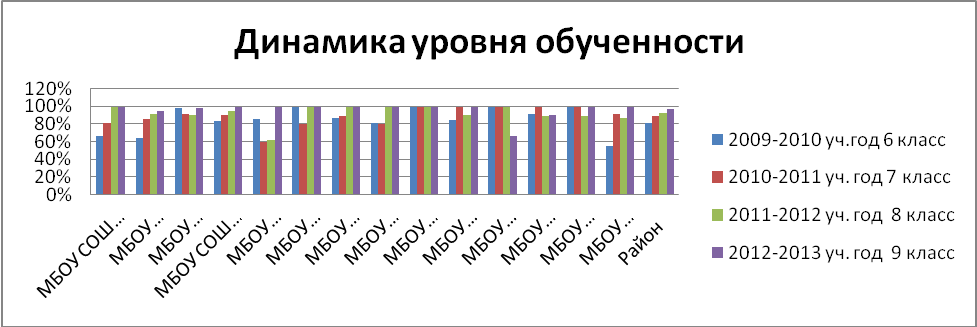 Динамика уровня обученности
120%
100%
80%
60%
40%
20%
0%
МБОУ СОШ...
МБОУ...
МБОУ...
МБОУ СОШ...
МБОУ...
МБОУ...
МБОУ...
МБОУ...
МБОУ...
МБОУ...
МБОУ...
МБОУ...
МБОУ...
МБОУ...
Район
2009-2010 уч.год 6 класс
2010-2011 уч. год 7 класс
2011-2012 уч. год 8 класс
2012-2013 уч. год 9 класс